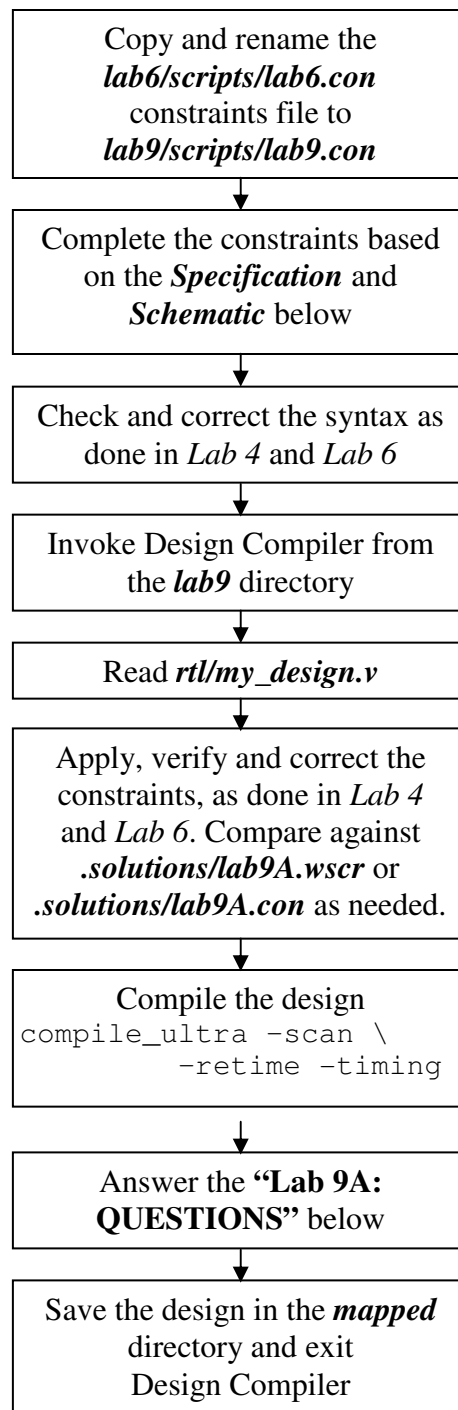 Copy and rename the
lab6/scripts/lab6.con
constraints file to
lab9/scripts/lab9.con
Complete the constraints based
on the Specification and
Schematic below
Check and correct the syntax as
done in Lab 4 and Lab 6
Invoke Design Compiler from
the lab9 directory
Read rtl/my_design.v
Apply, verify and correct the
constraints, as done in Lab 4
and Lab 6. Compare against
.solutions/lab9A.wscr or
.solutions/lab9A.con as needed.
Compile the design
compile_ultra -scan \
-retime -timing
Answer the “Lab 9A:
QUESTIONS” below
Save the design in the mapped
directory and exit
Design Compiler